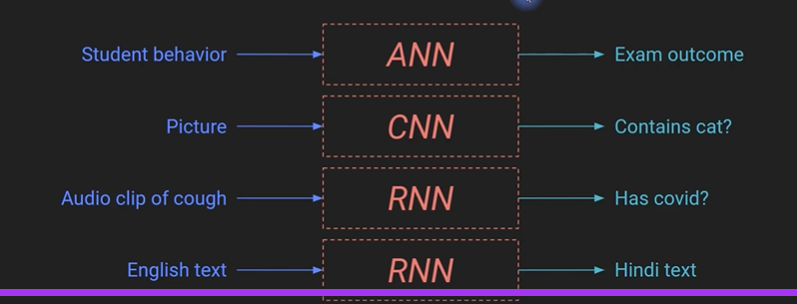 Student behavior ANN Exam outcome
Picture CNN Contains cat?
Audio clip of cough RNN Has covid?
English text RNN Hindi text